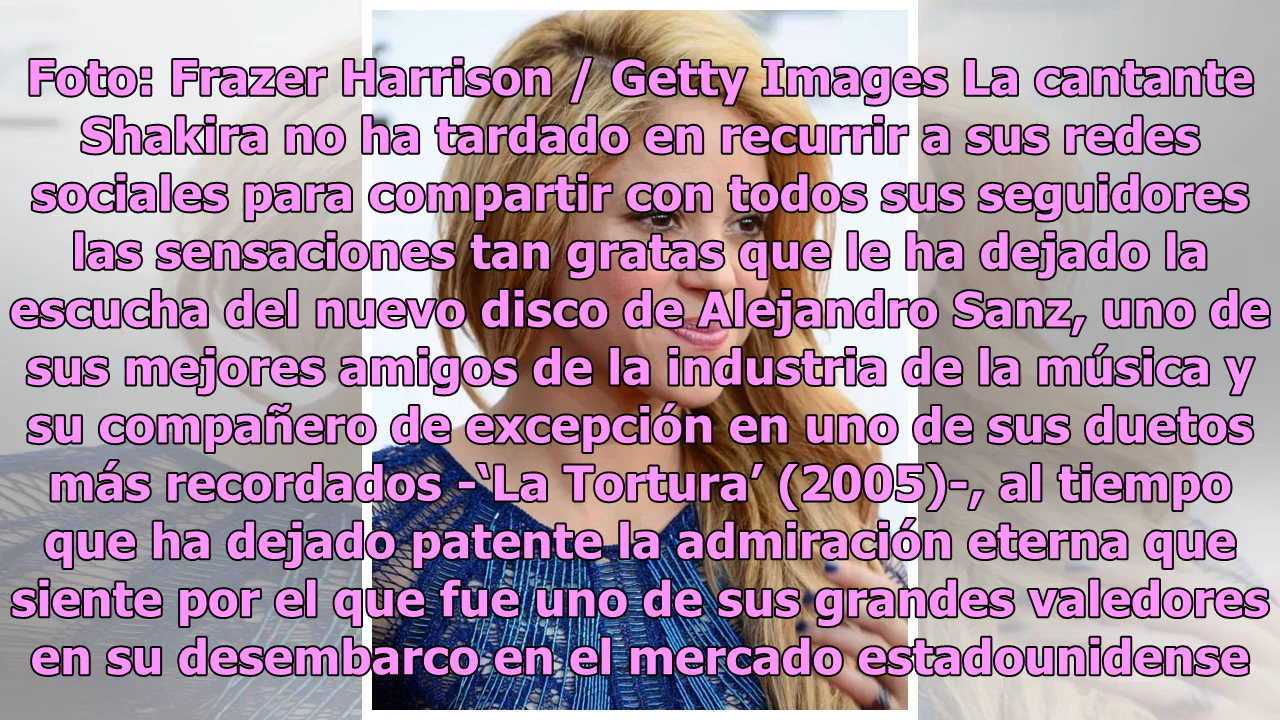 Foto: Frazer Harrison / Getty Images La cantante
Shakira no ha tardado en recurrir a sus redes
sociales para compartir con todos sus seguidores
las sensaciones tan gratas que le ha dejado la
escucha del nuevo disco de Alejandro Sanz, uno de
sus mejores amigos de la industria de la música y
su compañero de excepción en uno de sus duetos
más recordados -‘La Tortura’ (2005)-, al tiempo
que ha dejado patente la admiración eterna que
siente por el que fue uno de sus grandes valedores
en su desembarco en el mercado estadounidense